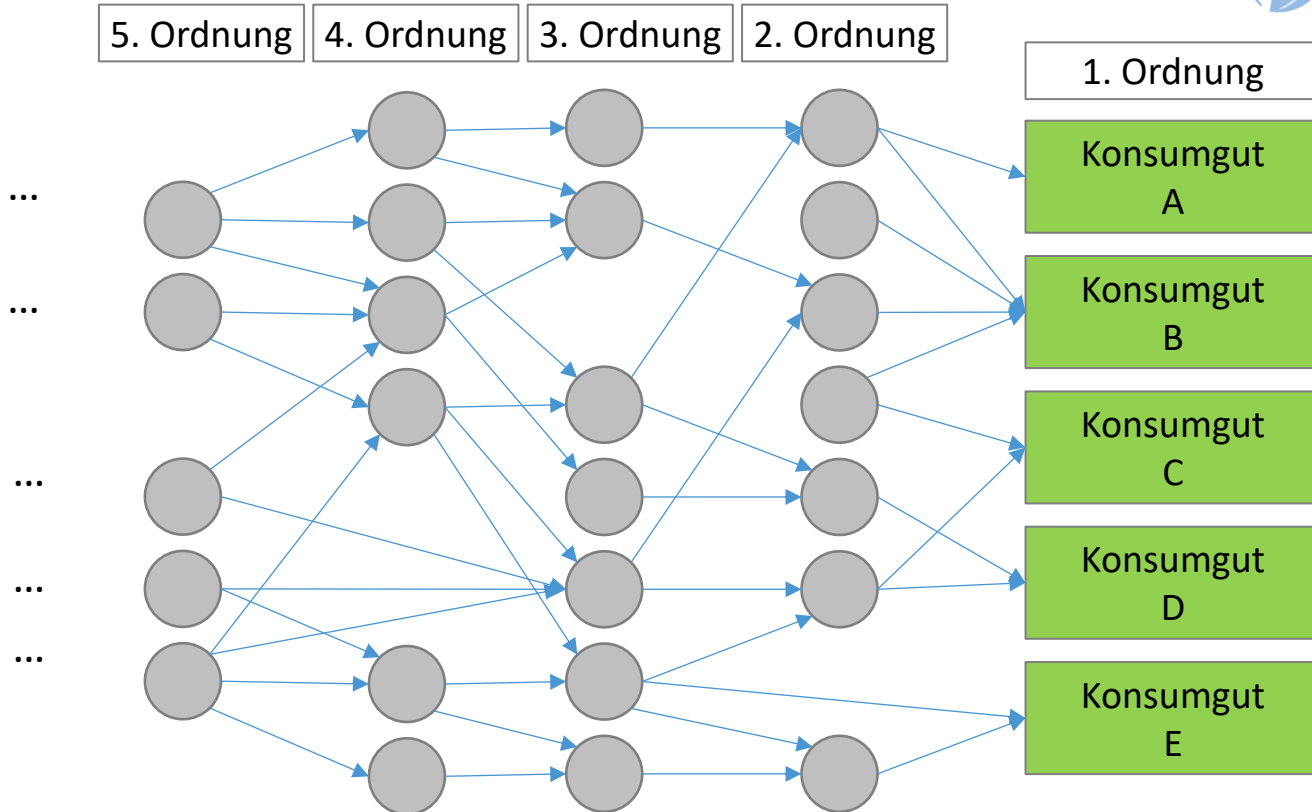 5. Ordnung
4. Ordnung
3. Ordnung
2. Ordnung
1. Ordnung
Konsumgut
A
...
Konsumgut
B
...
Konsumgut
C
...
Konsumgut
D
...
...
Konsumgut
E